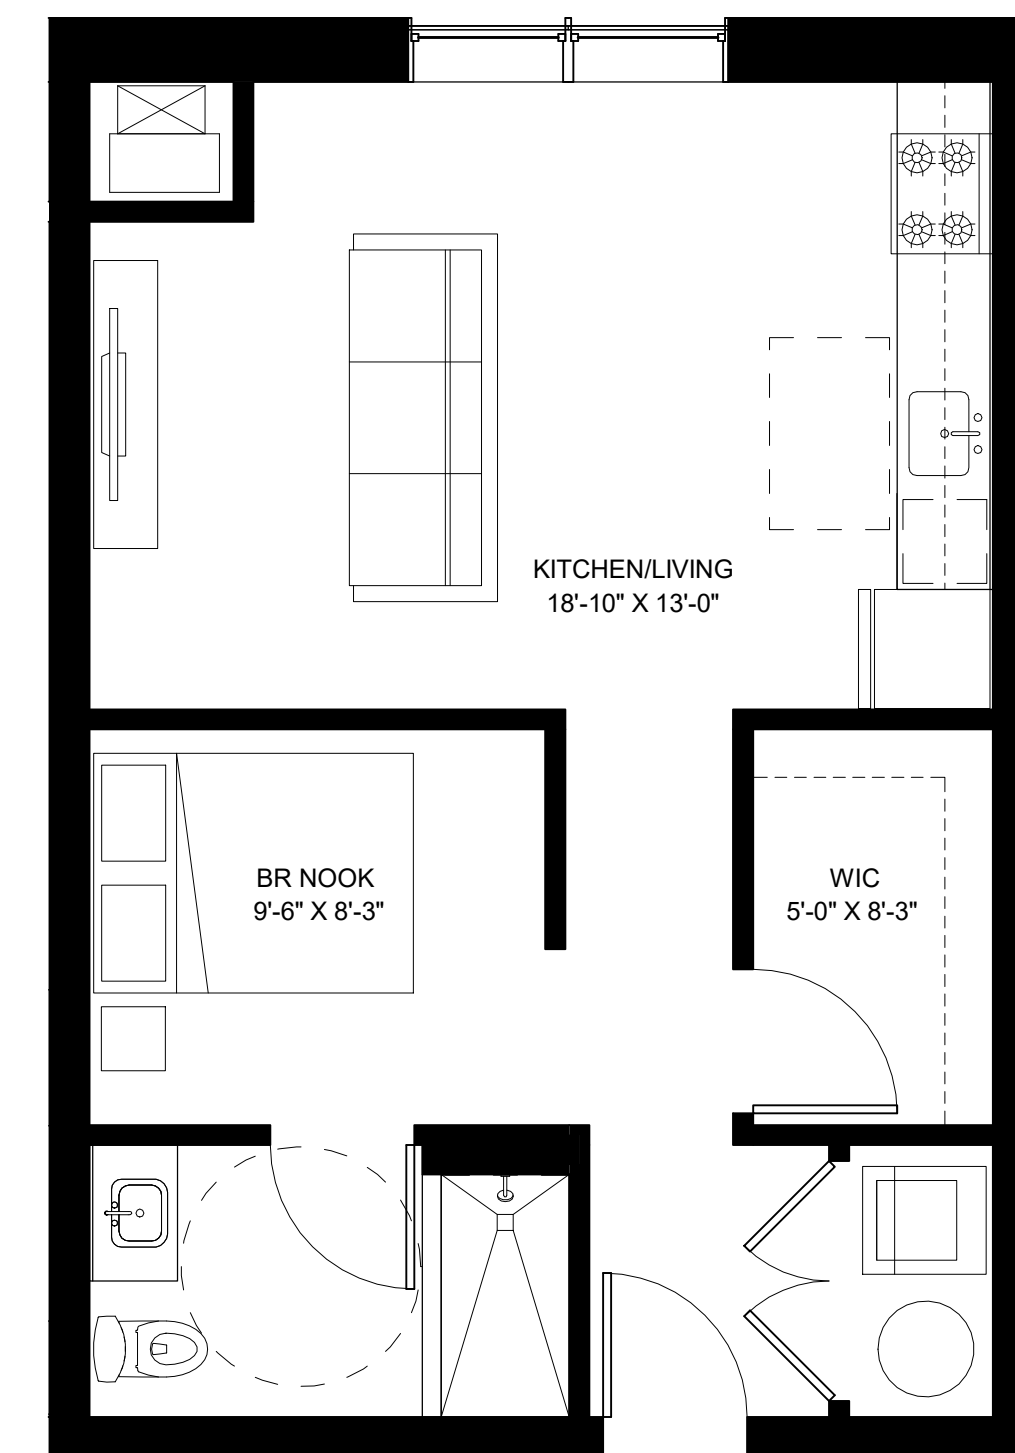 KITCHEN/LIVING
18'-10" X 13'-0"
BR NOOK
9'-6" X 8'-3"
WIC
5'-0" X 8'-3"